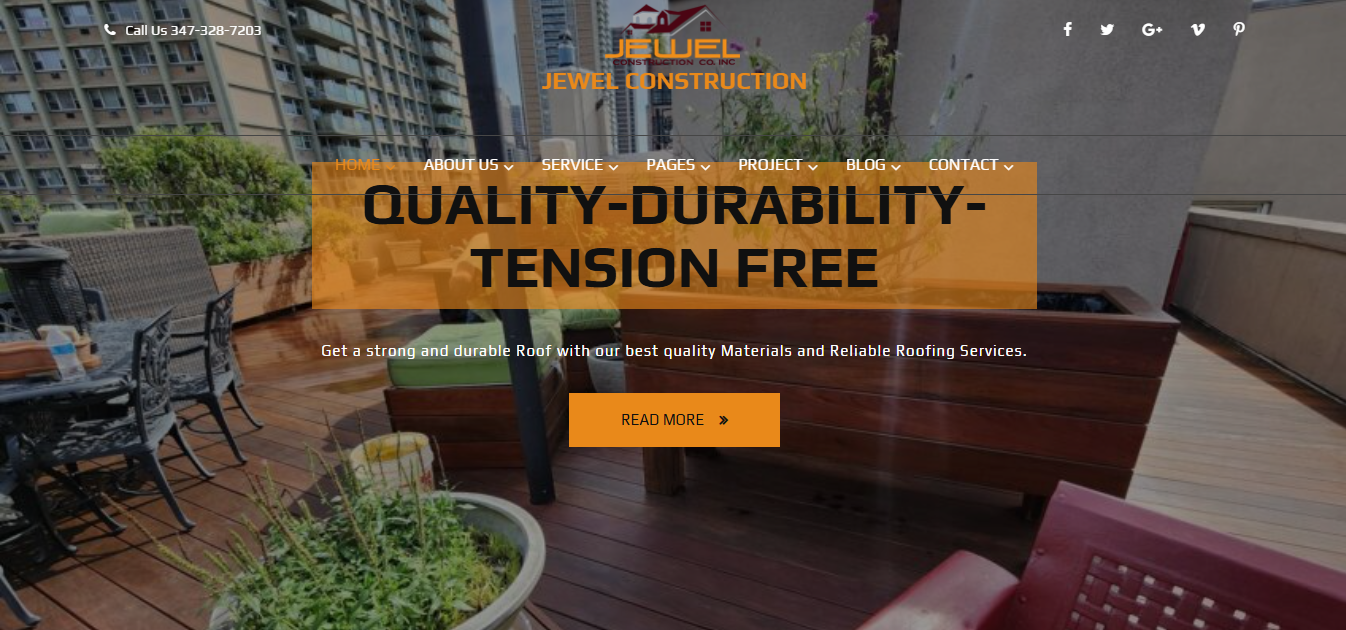 Call Us 347-328-7203
JEWEL
CONSTRUCTION CO. INC
JEWEL CONSTRUCTION
HOME
ABOUT US
SERVICE
PAGES
PROJECT
BLOG
CONTACT
QUALITY-DURABILITY-
TENSION FREE
Get a strong and durable Roof with our best quality Materials and Reliable Roofing Services.
READ MORE